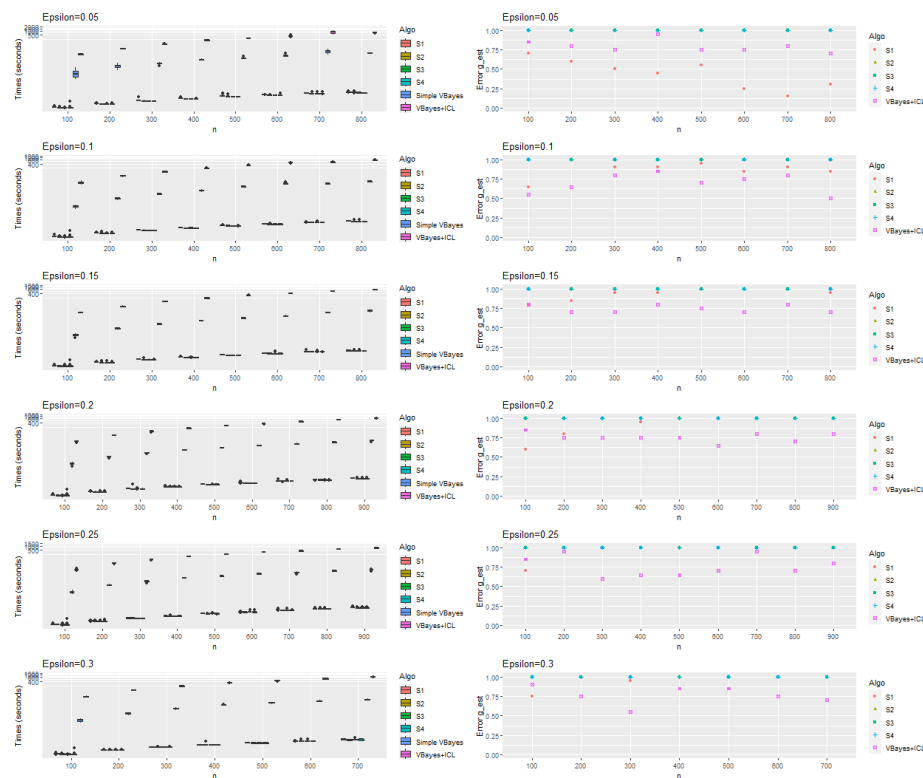 Epsilon=0.05
Times (seconds)
100 200 300 400 500 600 700 800
n
Algo
S1
S2
S3
S4
Simple VBayes
VBayes+ICL
Epsilon=0.05
Error g_est
1.00
0.75
0.50
0.25
0.00
100 200 300 400 500 600 700 800
n
Algo
S1
S2
S3
S4
VBayes+ICL
Epsilon=0.1
Times (seconds)
100 200 300 400 500 600 700 800
n
Algo
S1
S2
S3
S4
Simple VBayes
VBayes+ICL
Epsilon=0.1
Error g_est
1.00
0.75
0.50
0.25
0.00
100 200 300 400 500 600 700 800
n
Algo
S1
S2
S3
S4
VBayes+ICL
Epsilon=0.15
Times (seconds)
100 200 300 400 500 600 700 800
n
Algo
S1
S2
S3
S4
Simple VBayes
VBayes+ICL
Epsilon=0.15
Error g_est
1.00
0.75
0.50
0.25
0.00
100 200 300 400 500 600 700 800
n
Algo
S1
S2
S3
S4
VBayes+ICL
Epsilon=0.2
Times (seconds)
100 200 300 400 500 600 700 800 900
n
Algo
S1
S2
S3
S4
Simple VBayes
VBayes+ICL
Epsilon=0.2
Error g_est
1.00
0.75
0.50
0.25
0.00
100 200 300 400 500 600 700 800 900
n
Algo
S1
S2
S3
S4
VBayes+ICL
Epsilon=0.25
Times (seconds)
100 200 300 400 500 600 700 800 900
n
Algo
S1
S2
S3
S4
Simple VBayes
VBayes+ICL
Epsilon=0.25
Error g_est
1.00
0.75
0.50
0.25
0.00
100 200 300 400 500 600 700 800 900
n
Algo
S1
S2
S3
S4
VBayes+ICL
Epsilon=0.3
Times (seconds)
100 200 300 400 500 600 700
n
Algo
S1
S2
S3
S4
Simple VBayes
VBayes+ICL
Epsilon=0.3
Error g_est
1.00
0.75
0.50
0.25
0.00
100 200 300 400 500 600 700
n
Algo
S1
S2
S3
S4
VBayes+ICL